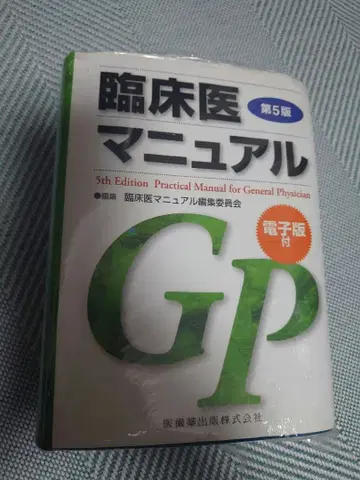 臨床医
第5版
マニュアル
5th Edition Practical Manual for General Physician
●編集 臨床医マニュアル編集委員会
電子版
付
GP
医歯薬出版株式会社